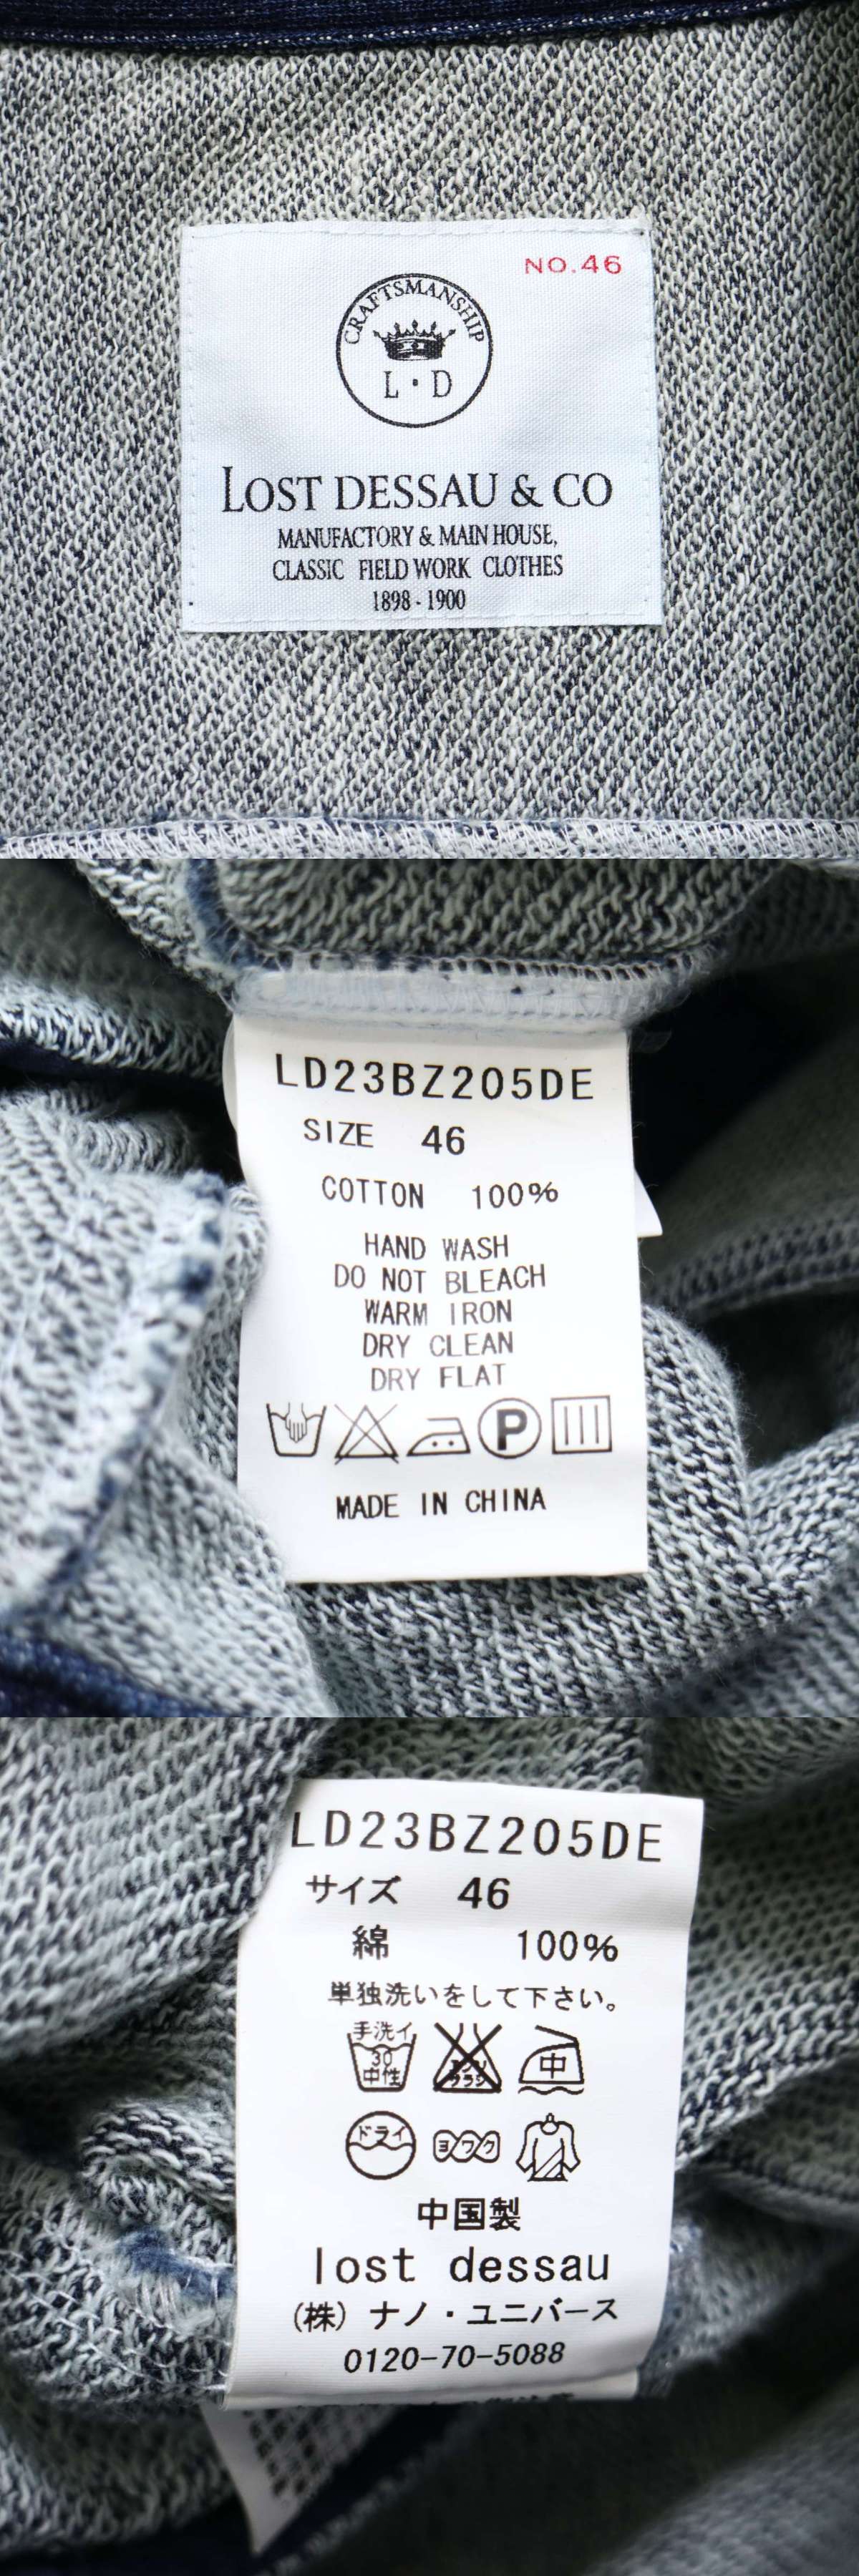 NO.46
CRAFTSMANSHIP
L·D
LOST DESSAU & CO
MANUFACTORY & MAIN HOUSE,
CLASSIC FIELD WORK CLOTHES
1898-1900
LD23BZ205DE
SIZE 46
COTTON 100%
HAND WASH
DO NOT BLEACH
WARM IRON
DRY CLEAN
DRY FLAT
P
MADE IN CHINA
LD23BZ205DE
サイズ 46
綿 100%
単独洗いをして下さい。
手洗イ
30
中性
中
ドライ
ヨワク
中国製
lost dessau
(株)ナノ・ユニバース
0120-70-5088